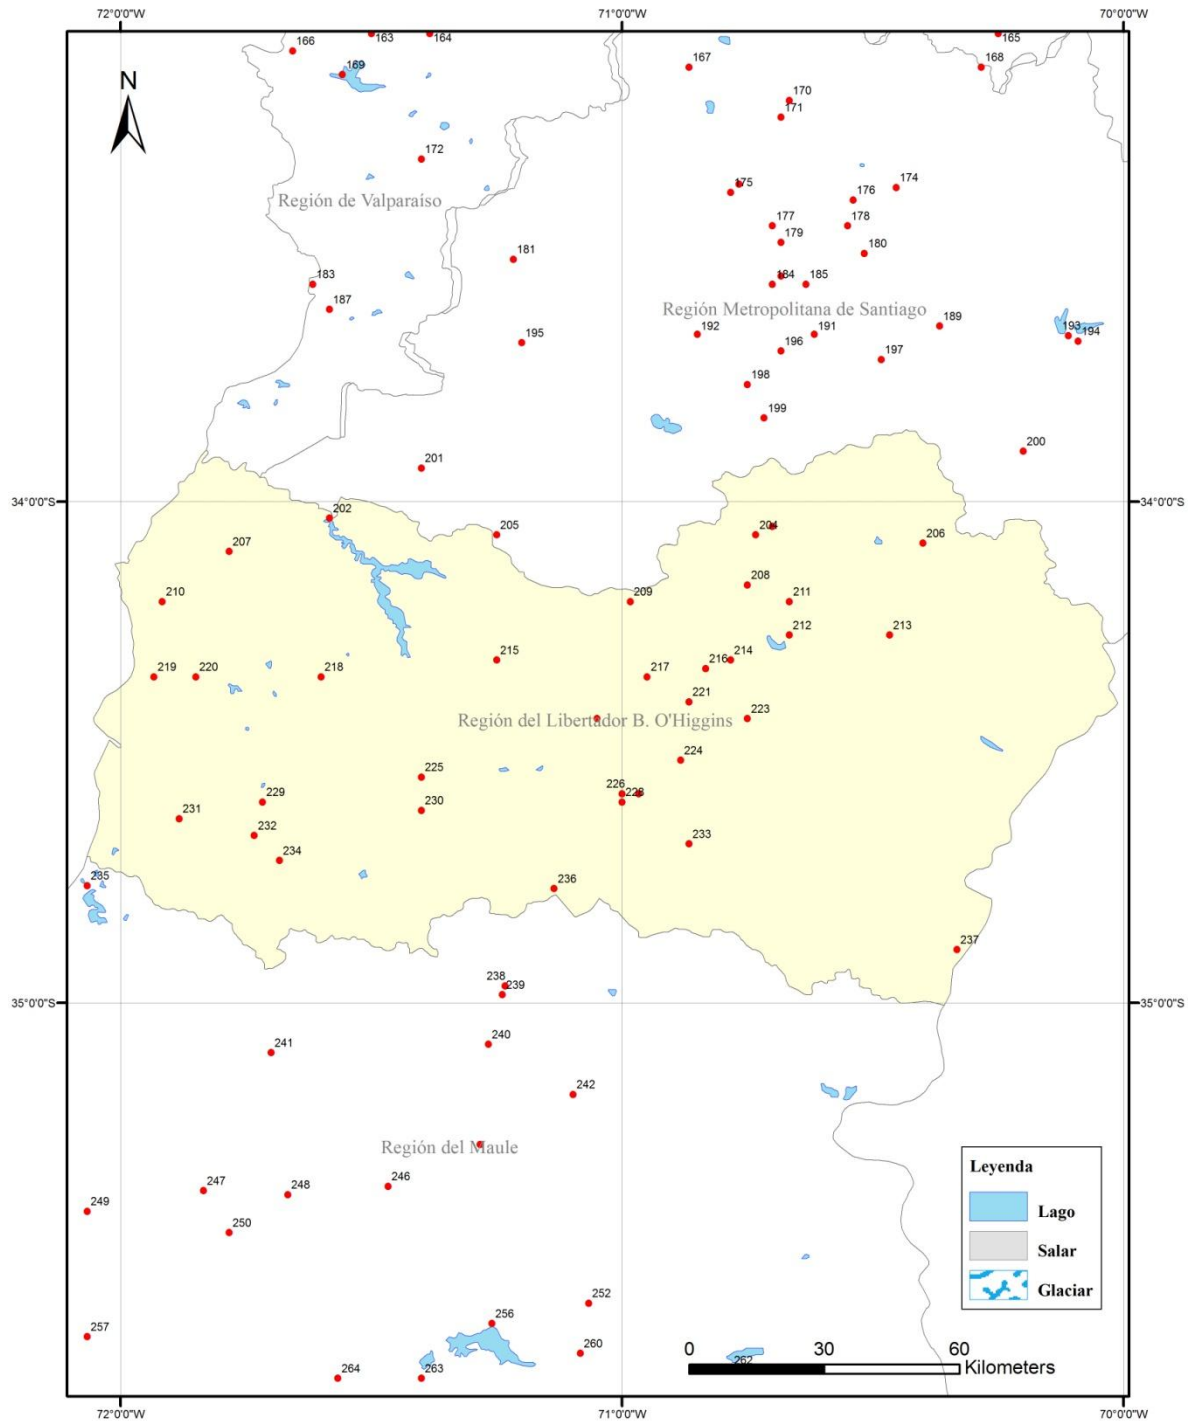 72°0'0"W 71°0'0"W 70°0'0"W
166 163 164 165
169 167 168
N
170
171
172
175 176 174
Región de Valparaíso
177 178
179 180
181
183 184 185
187 Región Metropolitana de Santiago
192 191 189 193 194
195 196 197
198
199
200
201
34°0'0"S 34°0'0"S
202
207 205 204 206
208
210 209 211
212 213
215 216 214
219 220 218 217
221
Región del Libertador B. O'Higgins 223
224
225
226
229 228
231 230
232
234 233
235 236
237
238
239
35°0'0"S 35°0'0"S
241 240
242
Región del Maule
247 248 246
249
250
252
256
257
260
264 263 262
Leyenda
Lago
Salar
Glaciar
0 30 60
Kilometers
72°0'0"W 71°0'0"W 70°0'0"W